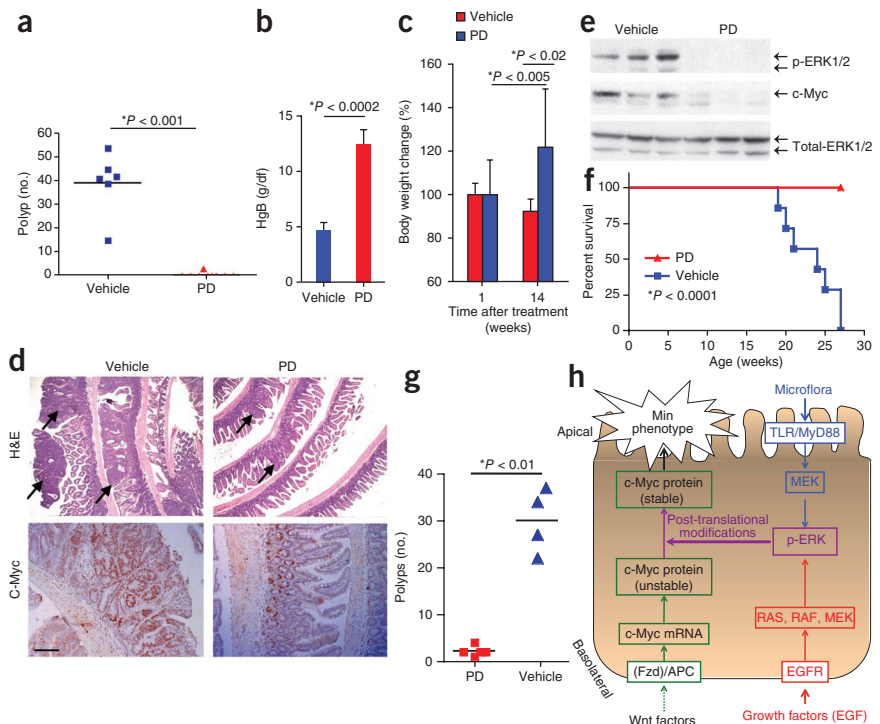 a
*P < 0.001
Polyp (no.)
60
50
40
30
20
10
0
Vehicle
PD
b
*P < 0.0002
HgB (g/df)
15
10
5
0
Vehicle
PD
c
Vehicle
PD
*P < 0.02
*P < 0.005
Body weight change (%)
160
140
120
100
80
60
1
14
Time after treatment
(weeks)
e
Vehicle
PD
p-ERK1/2
c-Myc
Total-ERK1/2
f
Percent survival
100
75
50
25
0
PD
Vehicle
*P < 0.0001
0
5
10
15
20
25
30
Age (weeks)
d
Vehicle
PD
H&E
C-Myc
g
*P < 0.01
Polyps (no.)
40
30
20
10
0
PD
Vehicle
h
Microflora
Apical
Min
phenotype
TLR/MyD88
c-Myc protein
(stable)
MEK
Post-translational
modifications
p-ERK
c-Myc protein
(unstable)
c-Myc mRNA
RAS, RAF, MEK
Basolateral
(Fzd)/APC
EGFR
Wnt factors
Growth factors (EGF)